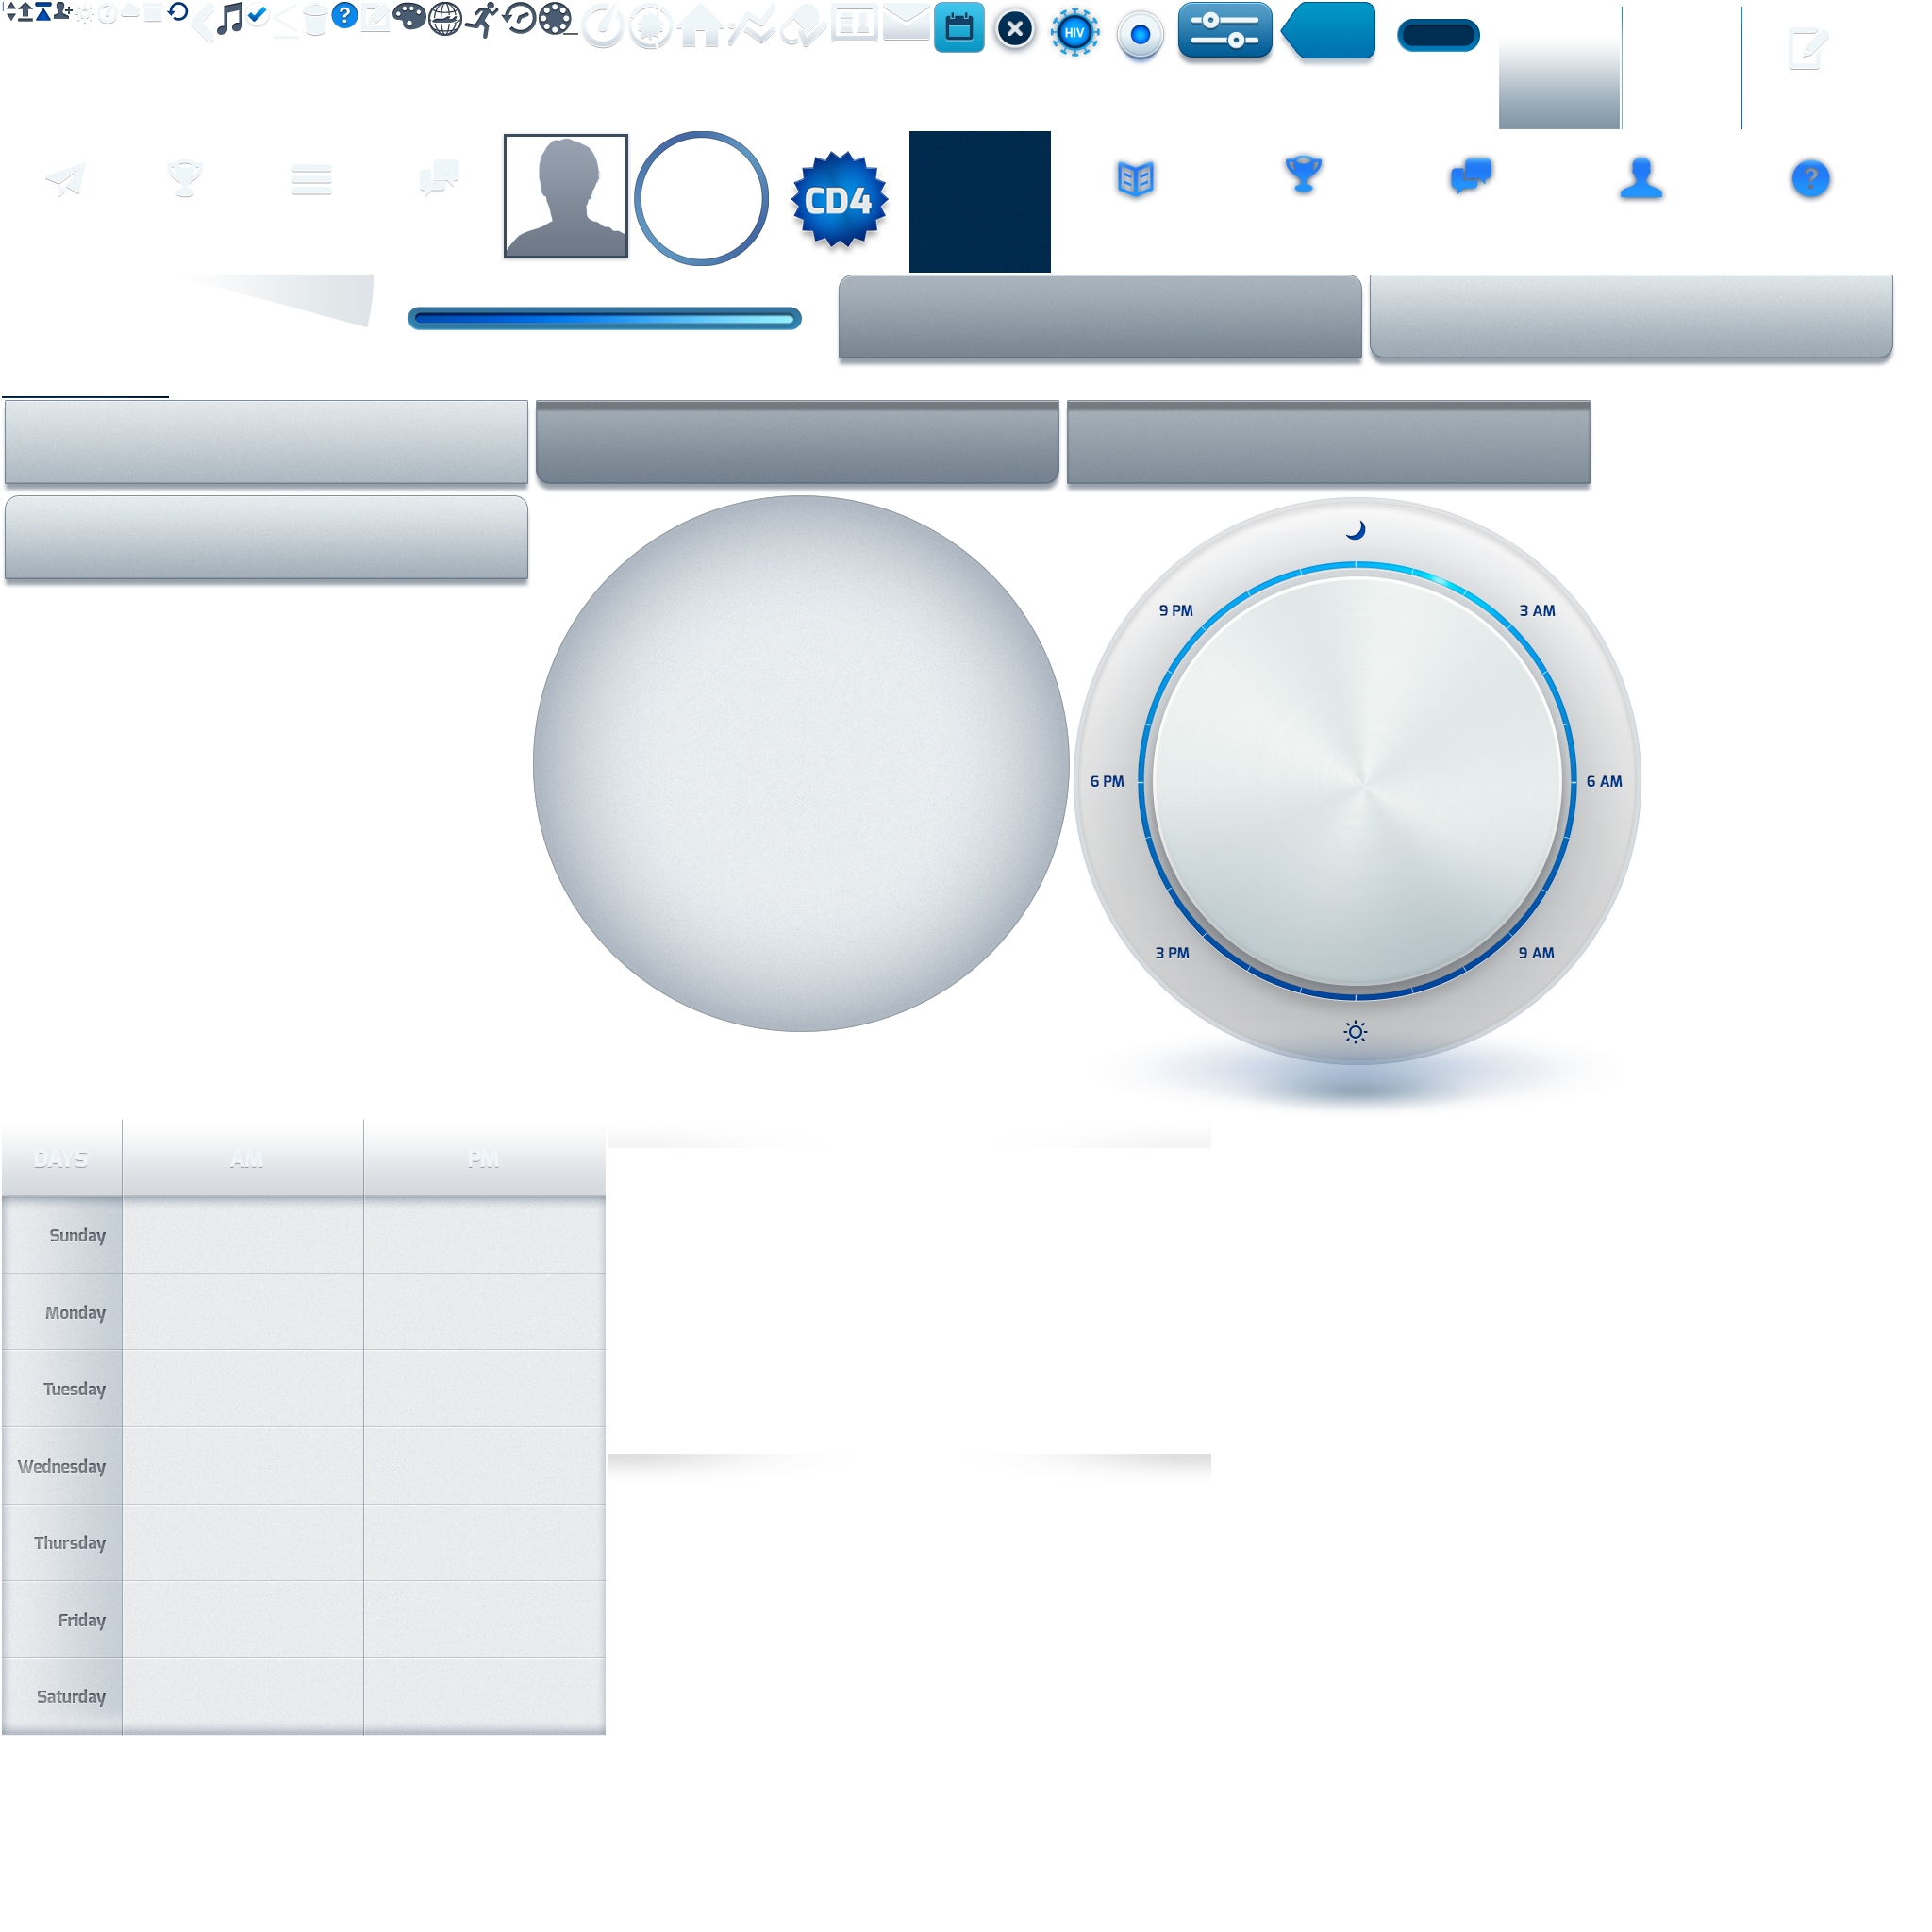 ?
HIV
CD4
?
9 PM
3 AM
6 PM
6 AM
3 PM
9 AM
DAYS AM PM
Sunday
Monday
Tuesday
Wednesday
Thursday
Friday
Saturday